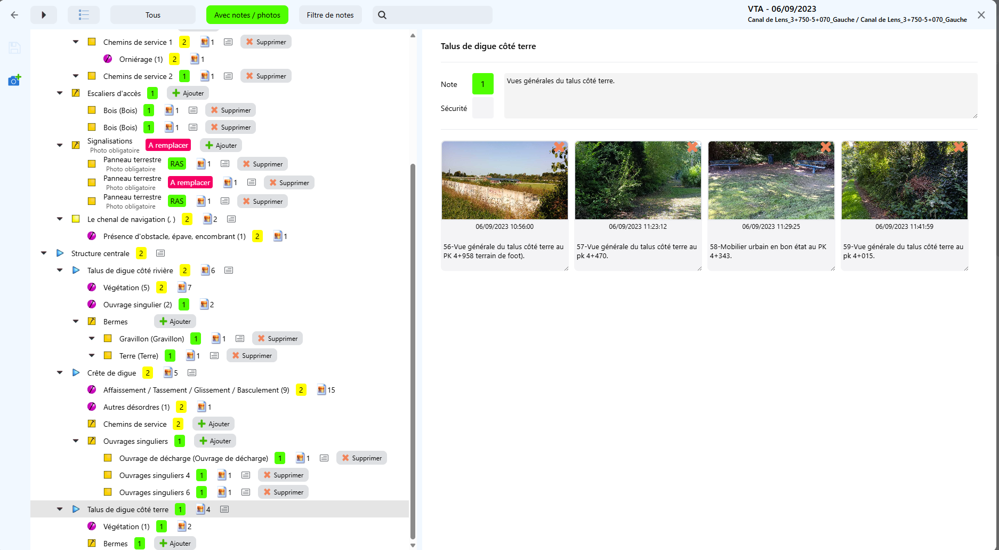 Tous
Avec notes / photos
Filtre de notes
VTA - 06/09/2023
Canal de Lens_3+750-5+070_Gauche / Canal de Lens_3+750-5+070_Gauche
Chemins de service 1 2 1 Supprimer
Orniérage (1) 2 1
Chemins de service 2 1 1 Supprimer
Escaliers d'accès 1 Ajouter
Bois (Bois) 1 1 Supprimer
Bois (Bois) 1 1 Supprimer
Signalisations A remplacer Ajouter
Photo obligatoire
Panneau terrestre RAS 1 Supprimer
Photo obligatoire
Panneau terrestre A remplacer 1 Supprimer
Photo obligatoire
Panneau terrestre RAS 1 Supprimer
Photo obligatoire
Le chenal de navigation (, ) 2 2
Présence d'obstacle, épave, encombrant (1) 2 1
Structure centrale 2
Talus de digue côté rivière 2 6
Végétation (5) 2 7
Ouvrage singulier (2) 1 2
Bermes Ajouter
Gravillon (Gravillon) 1 1 Supprimer
Terre (Terre) 1 1 Supprimer
Crête de digue 2 5
Affaissement / Tassement / Glissement / Basculement (9) 2 15
Autres désordres (1) 2 1
Chemins de service 2 Ajouter
Ouvrages singuliers 1 Ajouter
Ouvrage de décharge (Ouvrage de décharge) 1 1 Supprimer
Ouvrages singuliers 4 1 1 Supprimer
Ouvrages singuliers 6 1 1 Supprimer
Talus de digue côté terre 1 4
Végétation (1) 1 2
Bermes 1 Ajouter
Talus de digue côté terre
Note 1
Vues générales du talus côté terre.
Sécurité
06/09/2023 10:56:00
56-Vue générale du talus côté terre au
PK 4+958 terrain de foot).
06/09/2023 11:23:12
57-Vue générale du talus côté terre au
pk 4+470.
06/09/2023 11:29:25
58-Mobilier urbain en bon état au PK
4+343.
06/09/2023 11:41:59
59-Vue générale du talus côté terre au
pk 4+015.